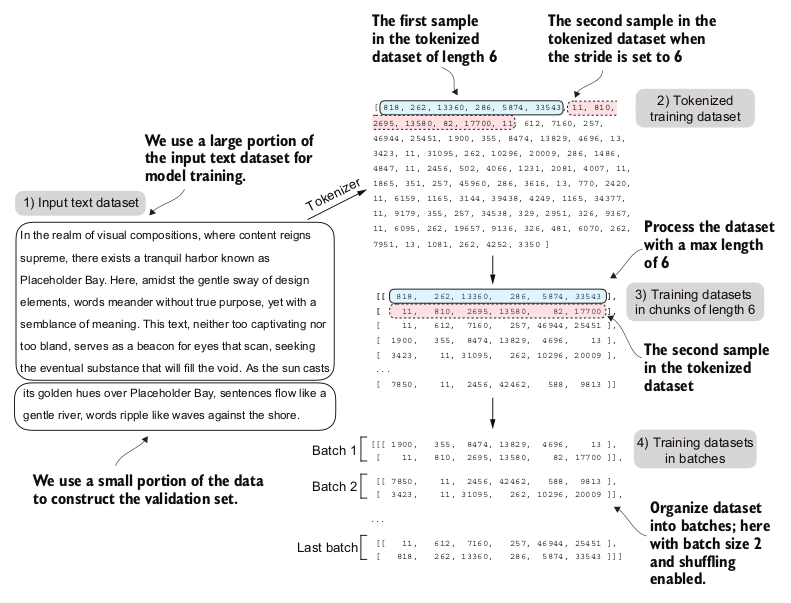 The first sample
in the tokenized
dataset of length 6
The second sample in the
tokenized dataset when
the stride is set to 6
2) Tokenized
training dataset
[ 818, 262, 13360, 286, 5874, 33543, 11, 810,
2695, 13580, 82, 17700, 11, 612, 7160, 257,
46944, 25451, 1900, 355, 8474, 13829, 4696, 13,
3423, 11, 31095, 262, 10296, 20009, 286, 1486,
4847, 11, 2456, 502, 4066, 1231, 2081, 4007, 11,
1865, 351, 257, 45960, 286, 3616, 13, 770, 2420,
11, 6159, 1165, 3144, 39438, 4249, 1165, 34377,
11, 9179, 355, 257, 34538, 329, 2951, 326, 9367,
11, 6095, 262, 19657, 9136, 326, 481, 6070, 262,
7951, 13, 1081, 262, 4252, 3350 ]
We use a large portion of
the input text dataset for
model training.
Tokenizer
1) Input text dataset
In the realm of visual compositions, where content reigns
supreme, there exists a tranquil harbor known as
Placeholder Bay. Here, amidst the gentle sway of design
elements, words meander without true purpose, yet with a
semblance of meaning. This text, neither too captivating nor
too bland, serves as a beacon for eyes that scan, seeking
the eventual substance that will fill the void. As the sun casts
its golden hues over Placeholder Bay, sentences flow like a
gentle river, words ripple like waves against the shore.
We use a small portion of the data
to construct the validation set.
Process the dataset
with a max length
of 6
[[ 818, 262, 13360, 286, 5874, 33543 ],
[ 11, 810, 2695, 13580, 82, 17700 ],
[ 11, 612, 7160, 257, 46944, 25451 ],
[ 1900, 355, 8474, 13829, 4696, 13 ],
[ 3423, 11, 31095, 262, 10296, 20009 ],
...
[ 7850, 11, 2456, 42462, 588, 9813 ]]
3) Training datasets
in chunks of length 6
The second sample
in the tokenized
dataset
Batch 1
[[[ 1900, 355, 8474, 13829, 4696, 13 ],
[ 11, 810, 2695, 13580, 82, 17700 ]],
Batch 2
[[ 7850, 11, 2456, 42462, 588, 9813 ],
[ 3423, 11, 31095, 262, 10296, 20009 ]],
...
Last batch
[[ 11, 612, 7160, 257, 46944, 25451 ],
[ 818, 262, 13360, 286, 5874, 33543 ]]]
4) Training datasets
in batches
Organize dataset
into batches; here
with batch size 2
and shuffling
enabled.